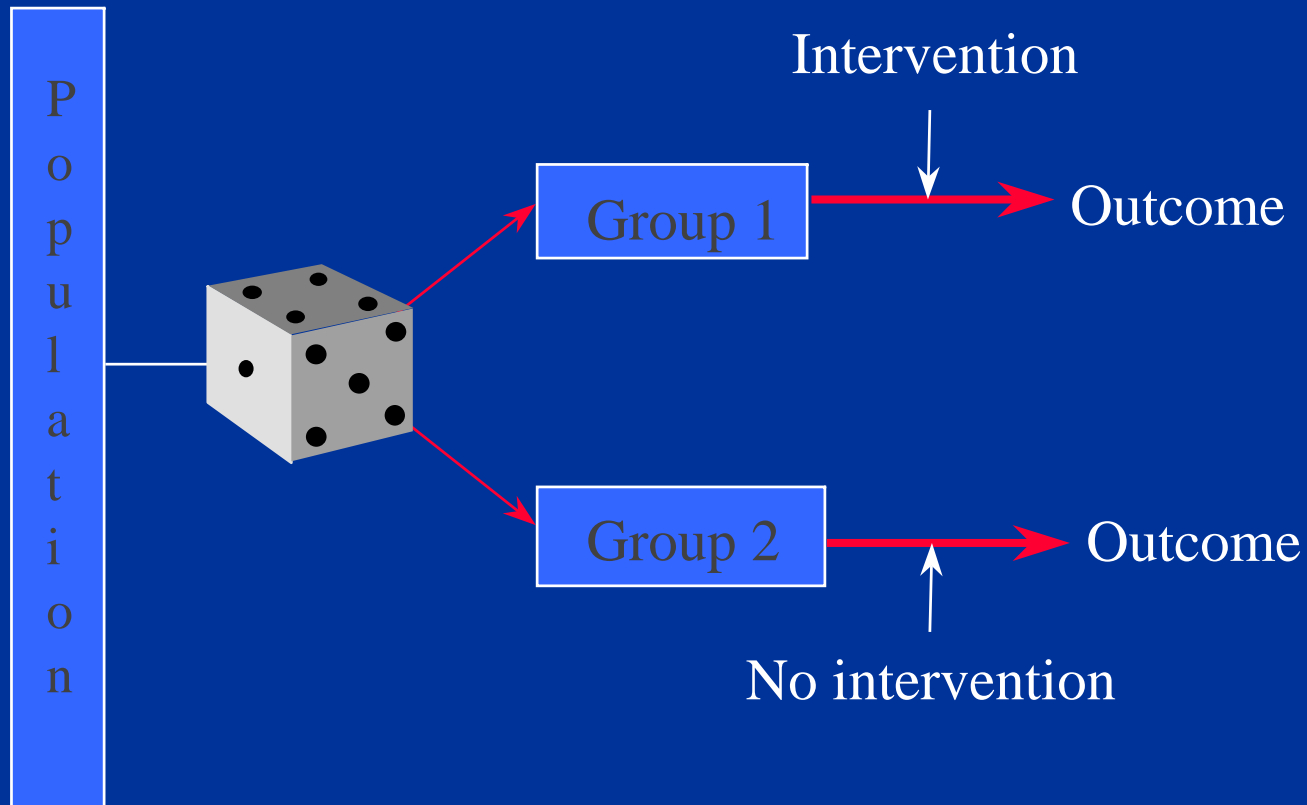 Population
Intervention
Group 1
Outcome
Group 2
Outcome
No intervention